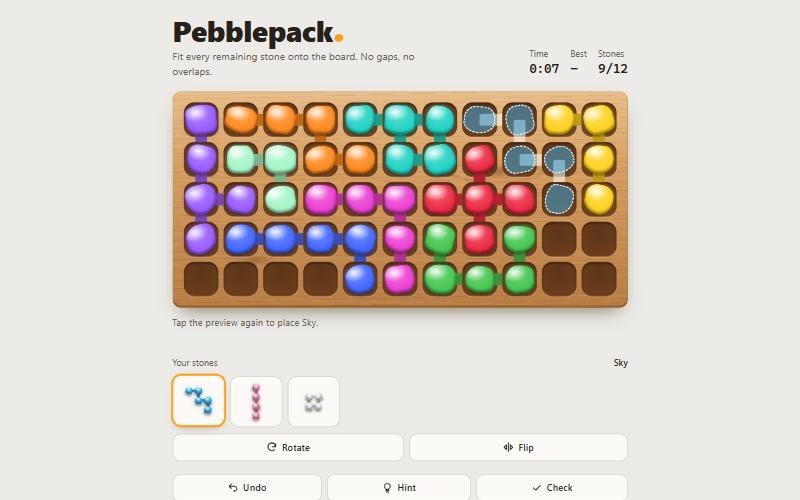 Pebblepack.
Fit every remaining stone onto the board. No gaps, no
overlaps.
Time Best Stones
0:07 – 9/12
Tap the preview again to place Sky.
Your stones Sky
Rotate Flip
Undo Hint Check